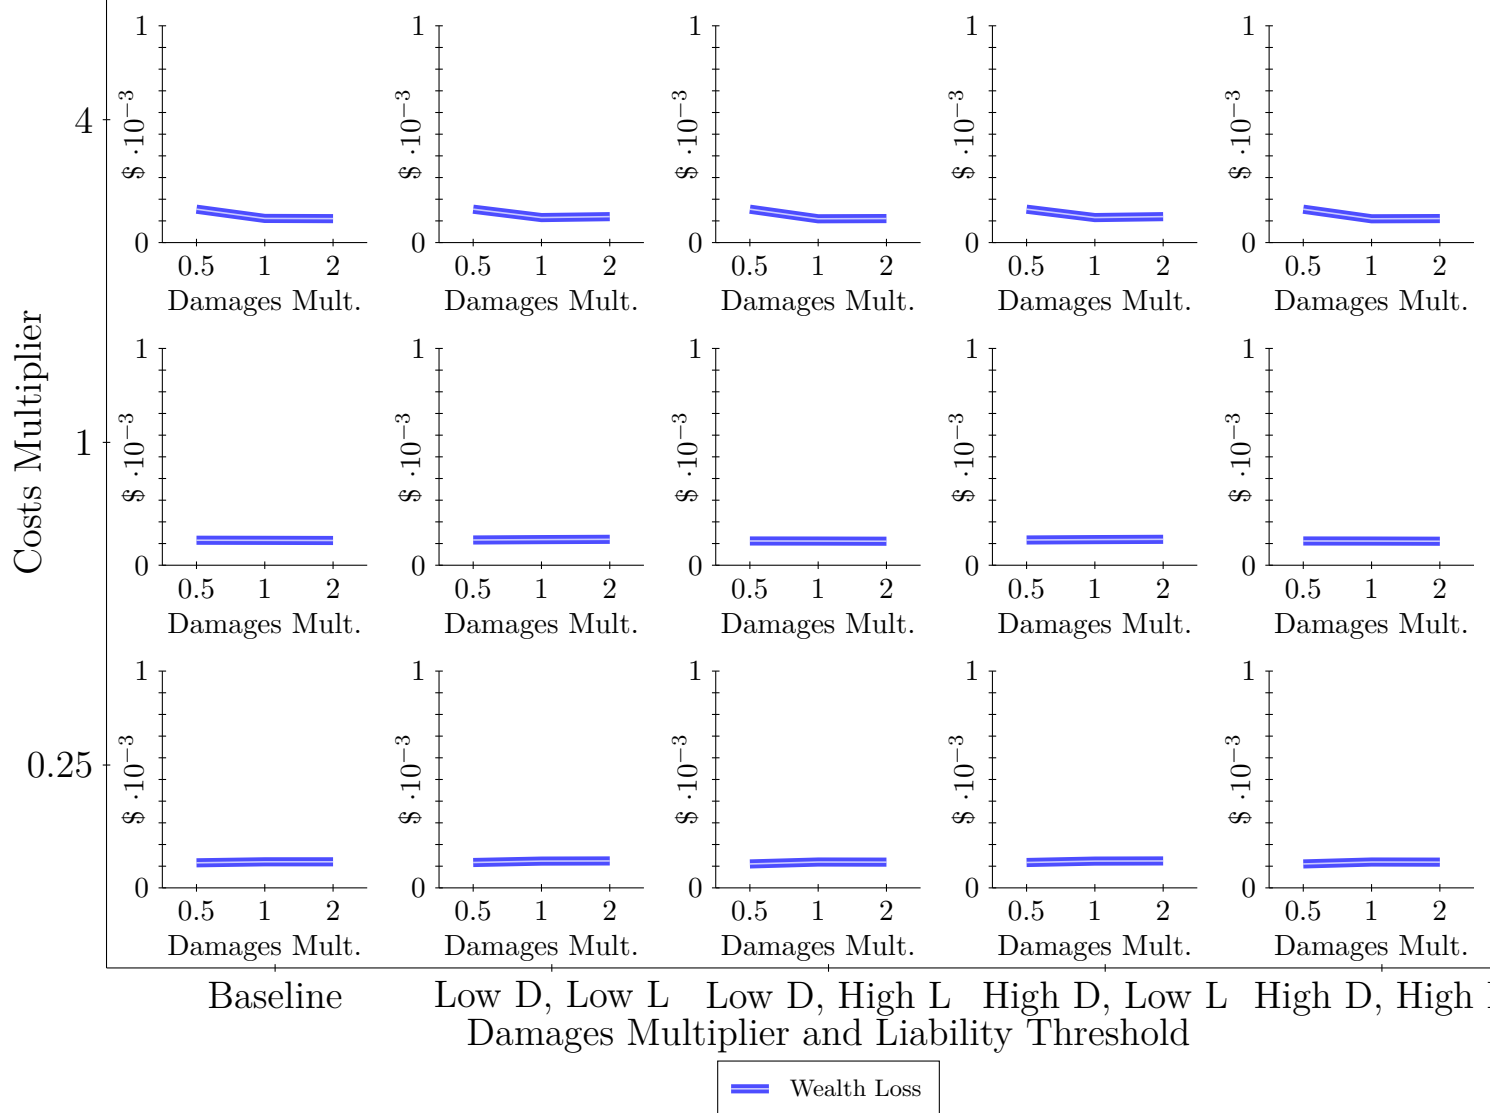 Costs Multiplier
4
1
$ ·10⁻³
0
0.5 1 2
Damages Mult.
1
$ ·10⁻³
0
0.5 1 2
Damages Mult.
1
$ ·10⁻³
0
0.5 1 2
Damages Mult.
1
$ ·10⁻³
0
0.5 1 2
Damages Mult.
1
$ ·10⁻³
0
0.5 1 2
Damages Mult.
1
1
$ ·10⁻³
0
0.5 1 2
Damages Mult.
1
$ ·10⁻³
0
0.5 1 2
Damages Mult.
1
$ ·10⁻³
0
0.5 1 2
Damages Mult.
1
$ ·10⁻³
0
0.5 1 2
Damages Mult.
1
$ ·10⁻³
0
0.5 1 2
Damages Mult.
0.25
1
$ ·10⁻³
0
0.5 1 2
Damages Mult.
1
$ ·10⁻³
0
0.5 1 2
Damages Mult.
1
$ ·10⁻³
0
0.5 1 2
Damages Mult.
1
$ ·10⁻³
0
0.5 1 2
Damages Mult.
1
$ ·10⁻³
0
0.5 1 2
Damages Mult.
Baseline Low D, Low L Low D, High L High D, Low L High D, High
Damages Multiplier and Liability Threshold
Wealth Loss